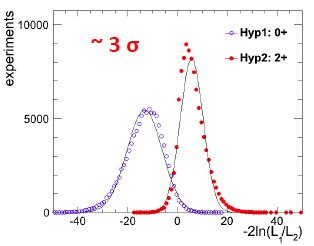 experiments
10000
5000
0
~ 3 σ
Hyp1: 0+
Hyp2: 2+
-40 -20 0 20 40
-2ln(L1/L2)